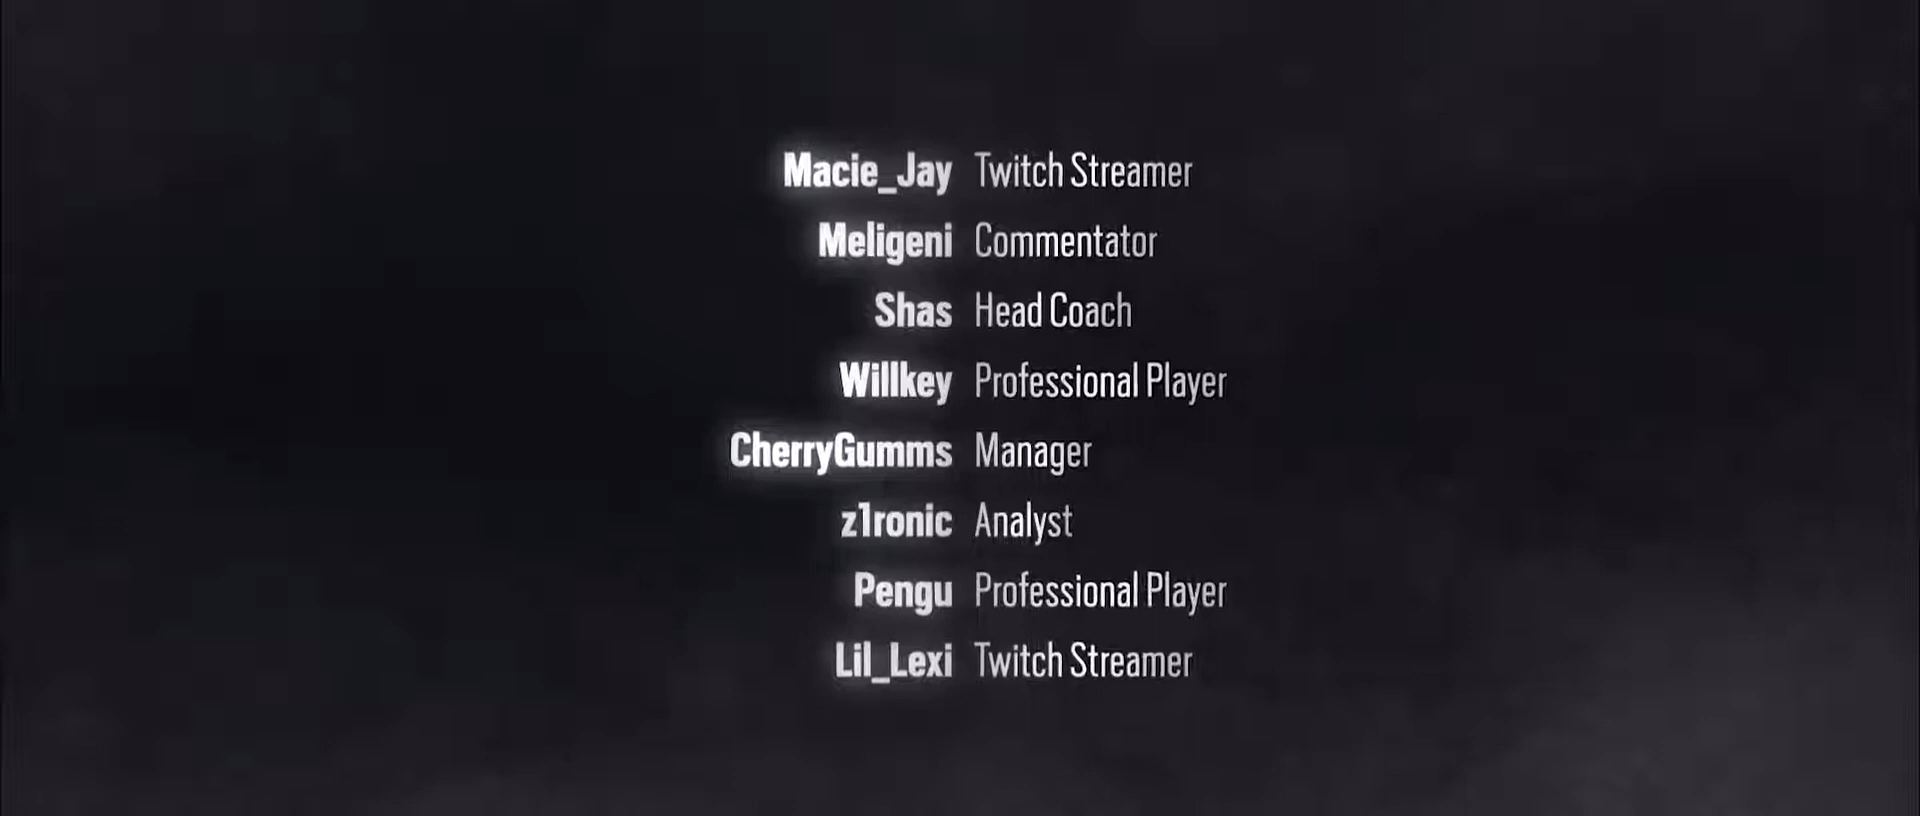 Macie_Jay Twitch Streamer
Meligeni Commentator
Shas Head Coach
Willkey Professional Player
CherryGumms Manager
z1ronic Analyst
Pengu Professional Player
Lil_Lexi Twitch Streamer